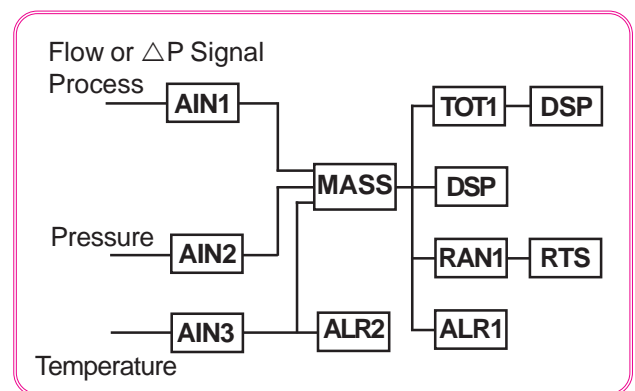 Flow or △P Signal
Process
AIN1
TOT1
DSP
MASS
DSP
Pressure
AIN2
RAN1
RTS
AIN3
ALR2
ALR1
Temperature